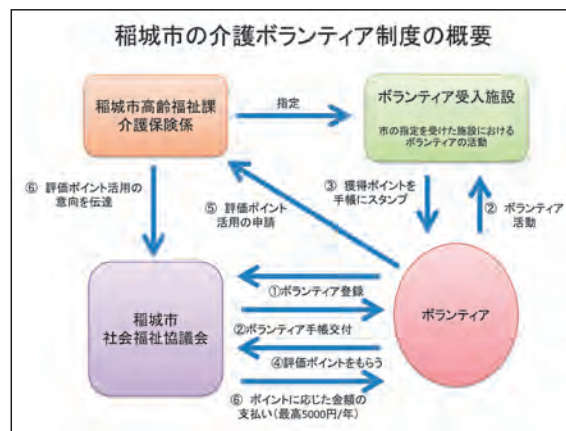 稲城市の介護ボランティア制度の概要
稲城市高齢福祉課
介護保険係
指定
ボランティア受入施設
市の指定を受けた施設における
ボランティアの活動
⑥ 評価ポイント活用の
意向を伝達
⑤ 評価ポイント
活用の申請
③ 獲得ポイントを
手帳にスタンプ
② ボランティア
活動
稲城市
社会福祉協議会
①ボランティア登録
②ボランティア手帳交付
④評価ポイントをもらう
⑥ ポイントに応じた金額の
支払い(最高5000円/年)
ボランティア